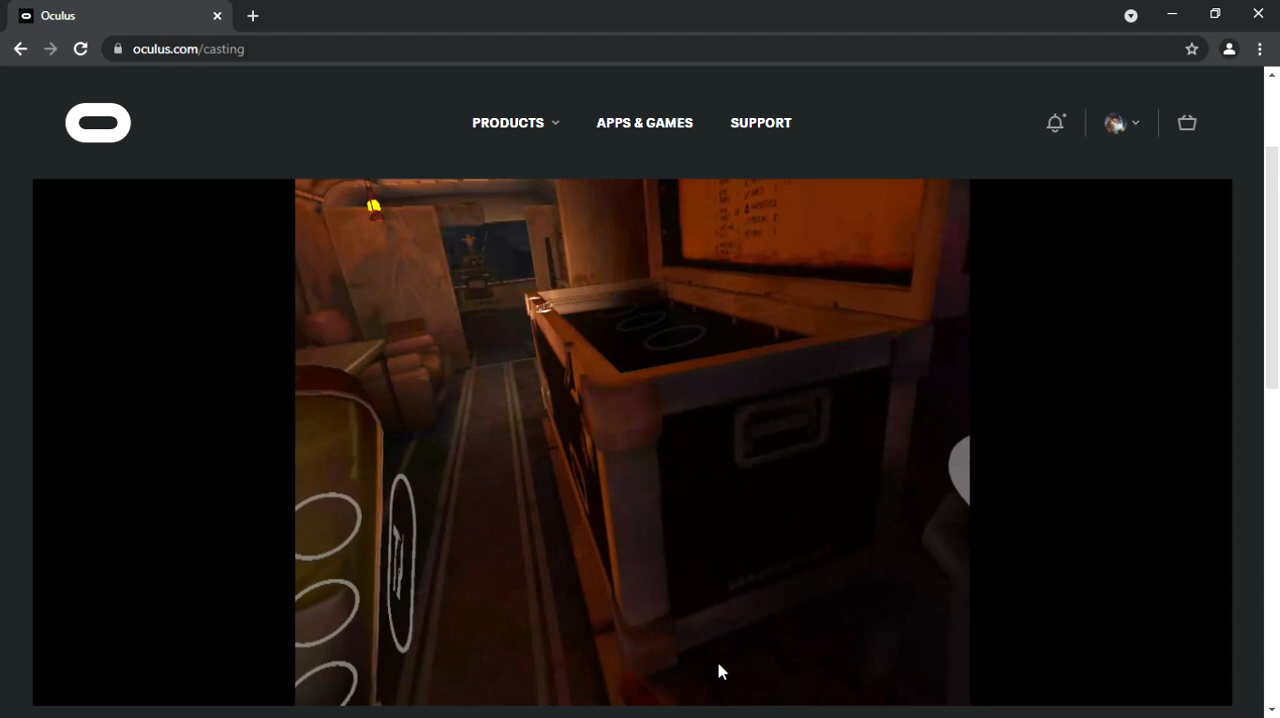 Oculus
oculus.com/casting
PRODUCTS
APPS & GAMES
SUPPORT